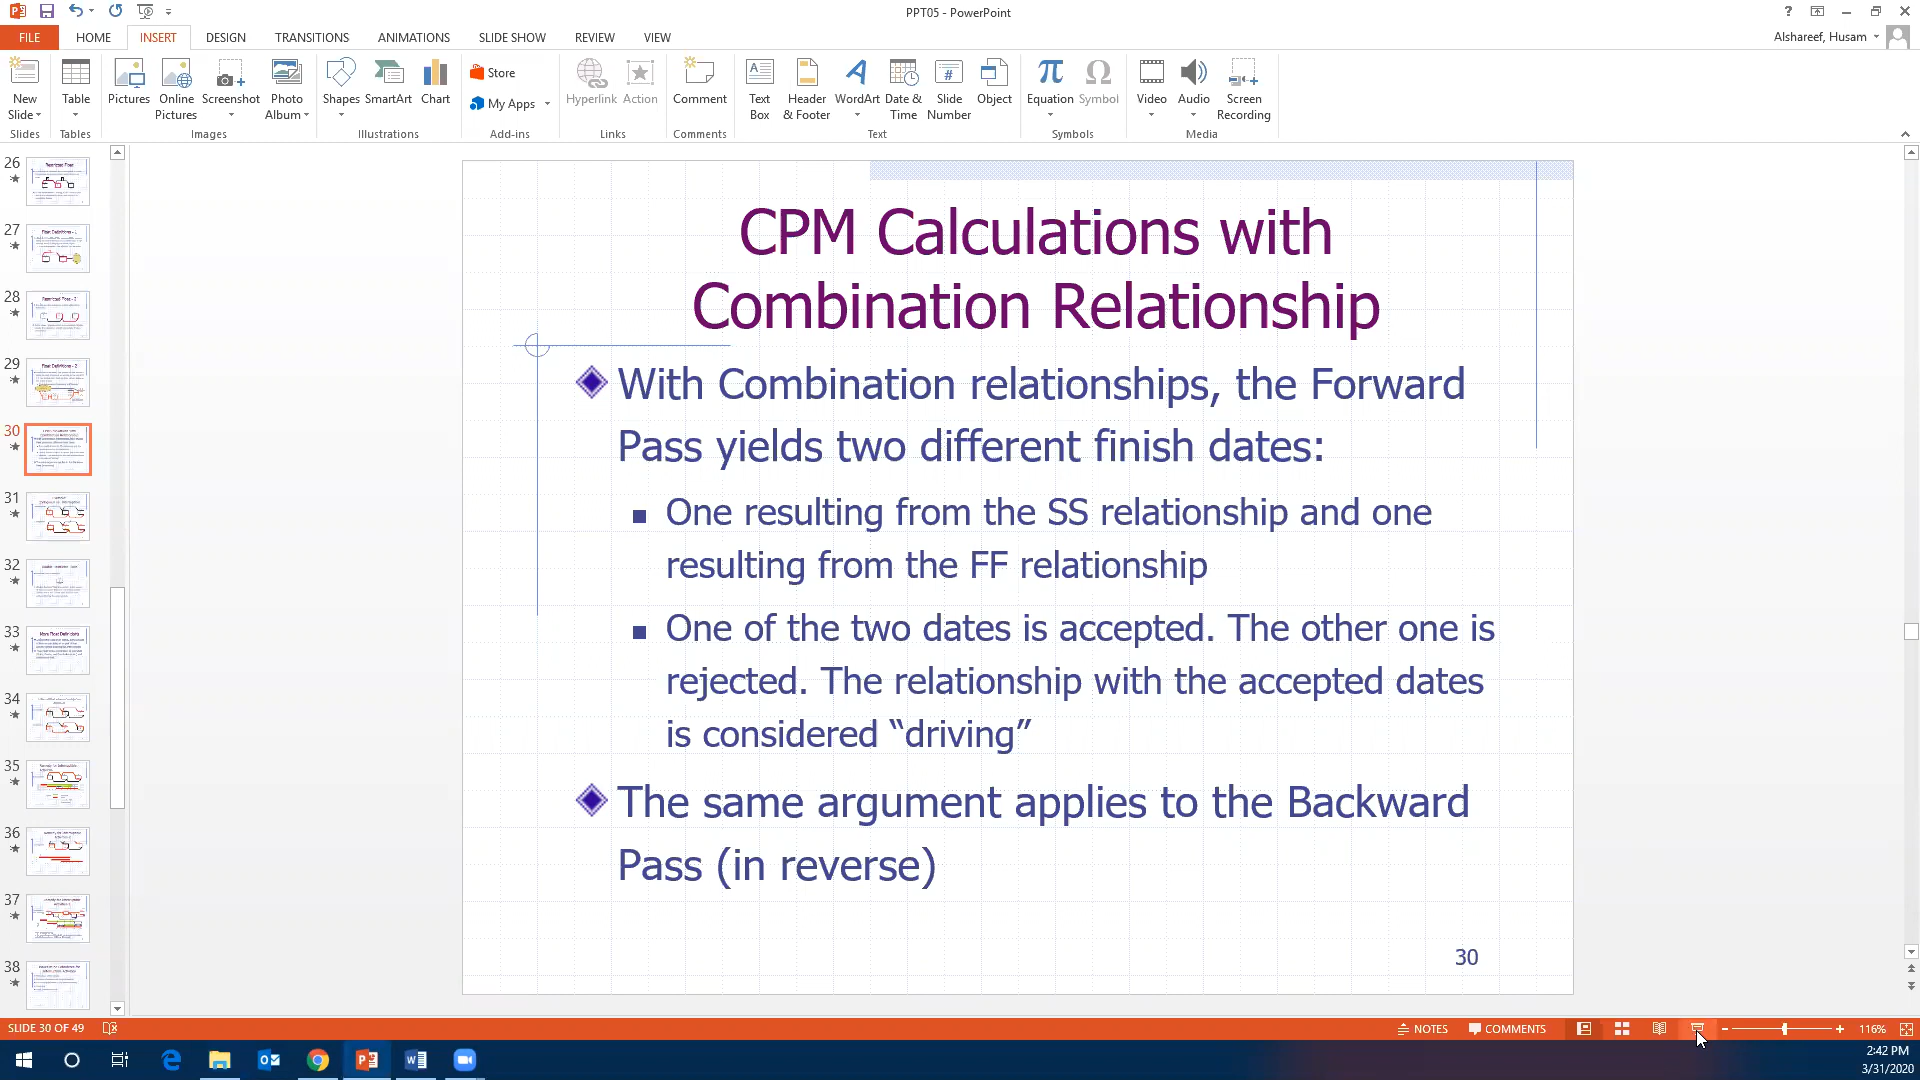 PPT05 - PowerPoint
?
FILE HOME INSERT DESIGN TRANSITIONS ANIMATIONS SLIDE SHOW REVIEW VIEW
Alshareef, Husam
New Slide
Table
Pictures
Online Pictures
Screenshot
Photo Album
Shapes
SmartArt
Chart
Store
My Apps
Hyperlink
Action
Comment
Text Box
Header & Footer
WordArt
Date & Time
Slide Number
Object
Equation
Symbol
Video
Audio
Screen Recording
Slides Tables Images Illustrations Add-ins Links Comments Text Symbols Media
26
27
28
29
30
31
32
33
34
35
36
37
38
CPM Calculations with
Combination Relationship
With Combination relationships, the Forward
Pass yields two different finish dates:
One resulting from the SS relationship and one
resulting from the FF relationship
One of the two dates is accepted. The other one is
rejected. The relationship with the accepted dates
is considered “driving”
The same argument applies to the Backward
Pass (in reverse)
30
SLIDE 30 OF 49
NOTES COMMENTS 116%
2:42 PM
3/31/2020